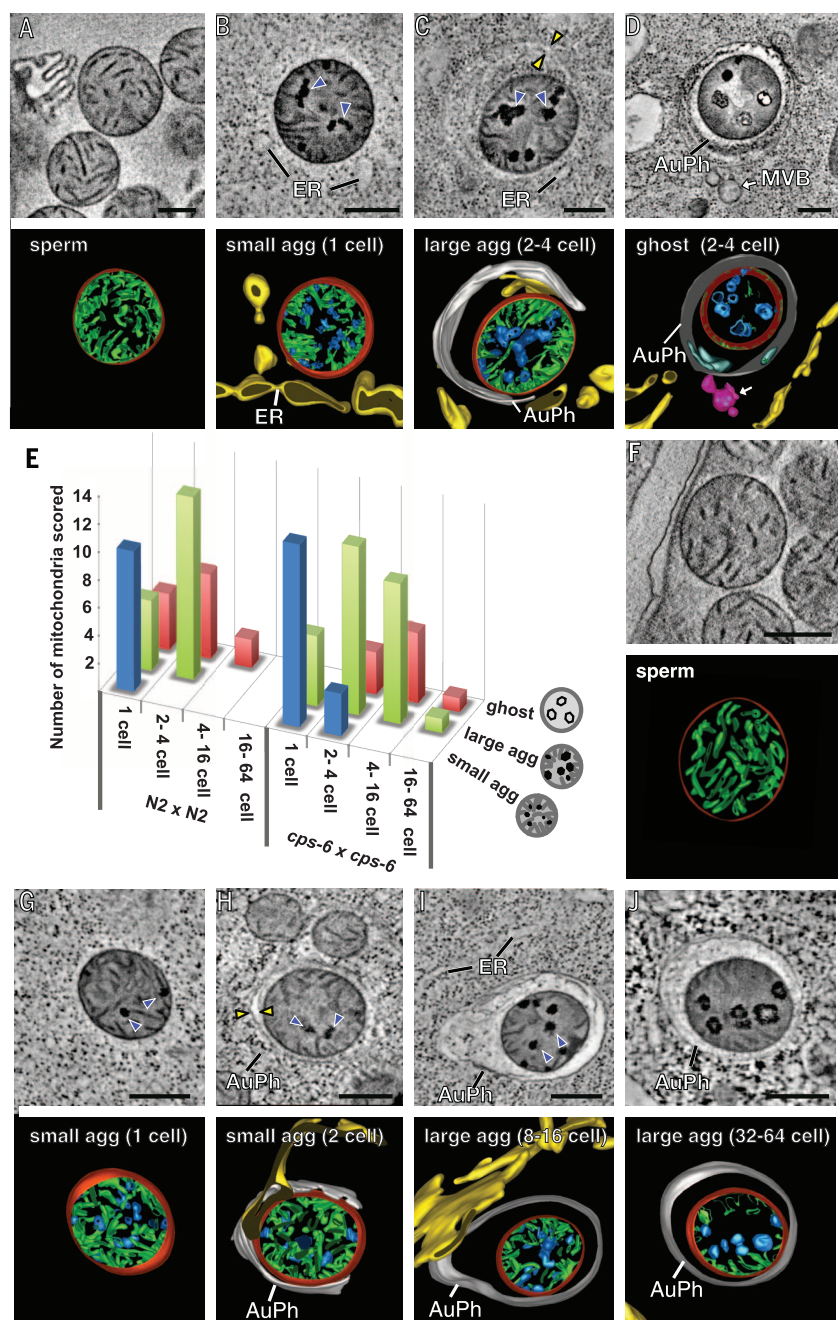 A
B
C
D
ER
ER
AuPh
MVB
sperm
small agg (1 cell)
large agg (2-4 cell)
ghost (2-4 cell)
ER
AuPh
AuPh
E
Number of mitochondria scored
14
12
10
8
6
4
2
1 cell
2- 4 cell
4- 16 cell
16- 64 cell
1 cell
2- 4 cell
4- 16 cell
16- 64 cell
N2 x N2
cps-6 x cps-6
ghost
large agg
small agg
F
sperm
G
H
I
J
AuPh
ER
AuPh
AuPh
small agg (1 cell)
small agg (2 cell)
large agg (8-16 cell)
large agg (32-64 cell)
AuPh
AuPh
AuPh